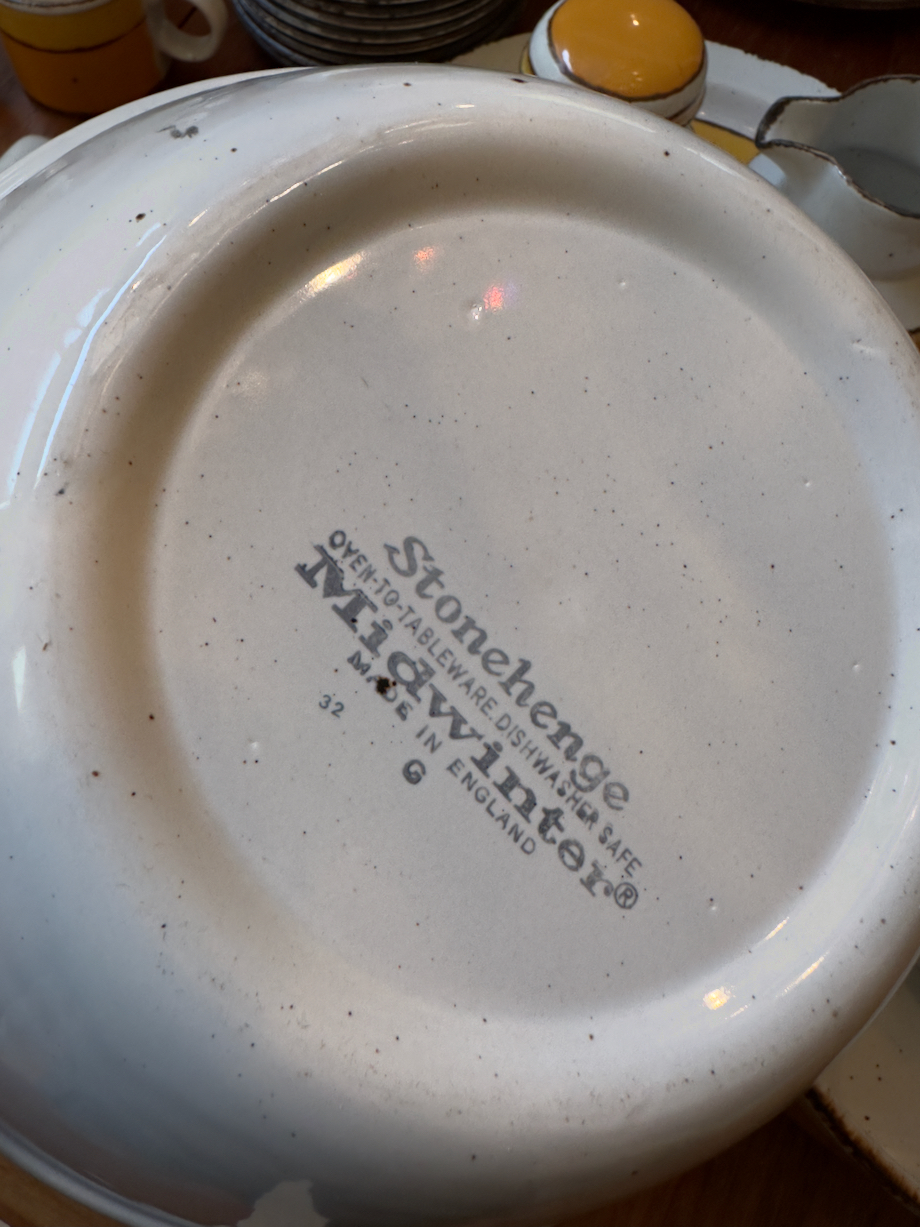 Stonehenge
OVEN-TO-TABLEWARE. DISHWASHER SAFE
Midwinter®
MADE IN ENGLAND
32
G